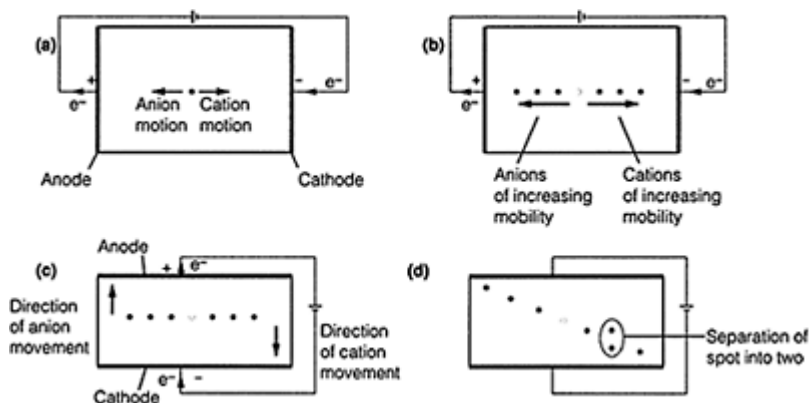 (a)
+
−
e−
e−
Anion
motion
Cation
motion
Anode
Cathode
(b)
+
−
e−
e−
Anions
of increasing
mobility
Cations
of increasing
mobility
(c)
Anode
+
e−
Direction
of anion
movement
Direction
of cation
movement
e−
−
Cathode
(d)
Separation of
spot into two